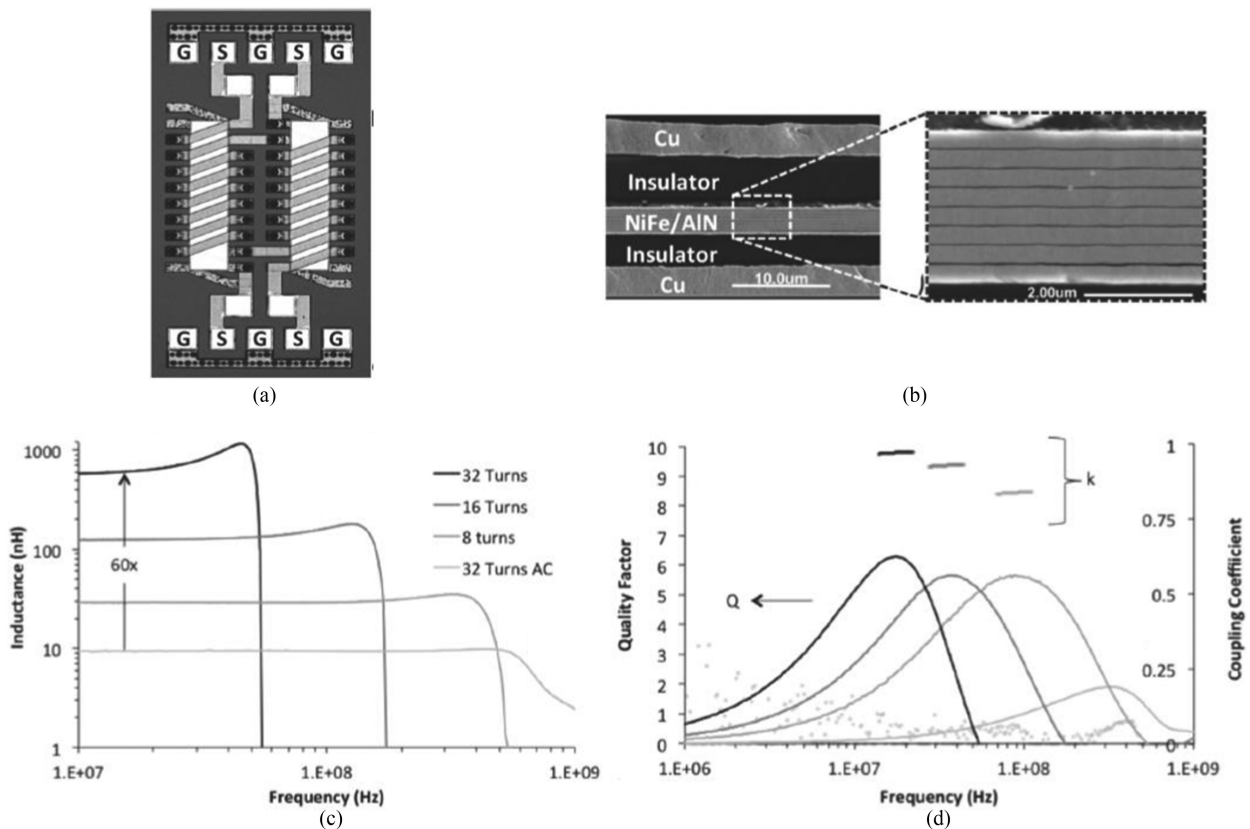 G S G S G
G S G S G
(a)
Cu
Insulator
NiFe/AlN
Insulator
10.0um
Cu
2.00um
(b)
Inductance (nH)
1000
100
10
1
60x
32 Turns
16 Turns
8 turns
32 Turns AC
1.E+07
1.E+08
1.E+09
Frequency (Hz)
(c)
Quality Factor
10
9
8
7
6
5
4
3
2
1
0
Q
k
1
0.75
0.5
0.25
0
Coupling Coeffiicient
1.E+06
1.E+07
1.E+08
1.E+09
Frequency (Hz)
(d)